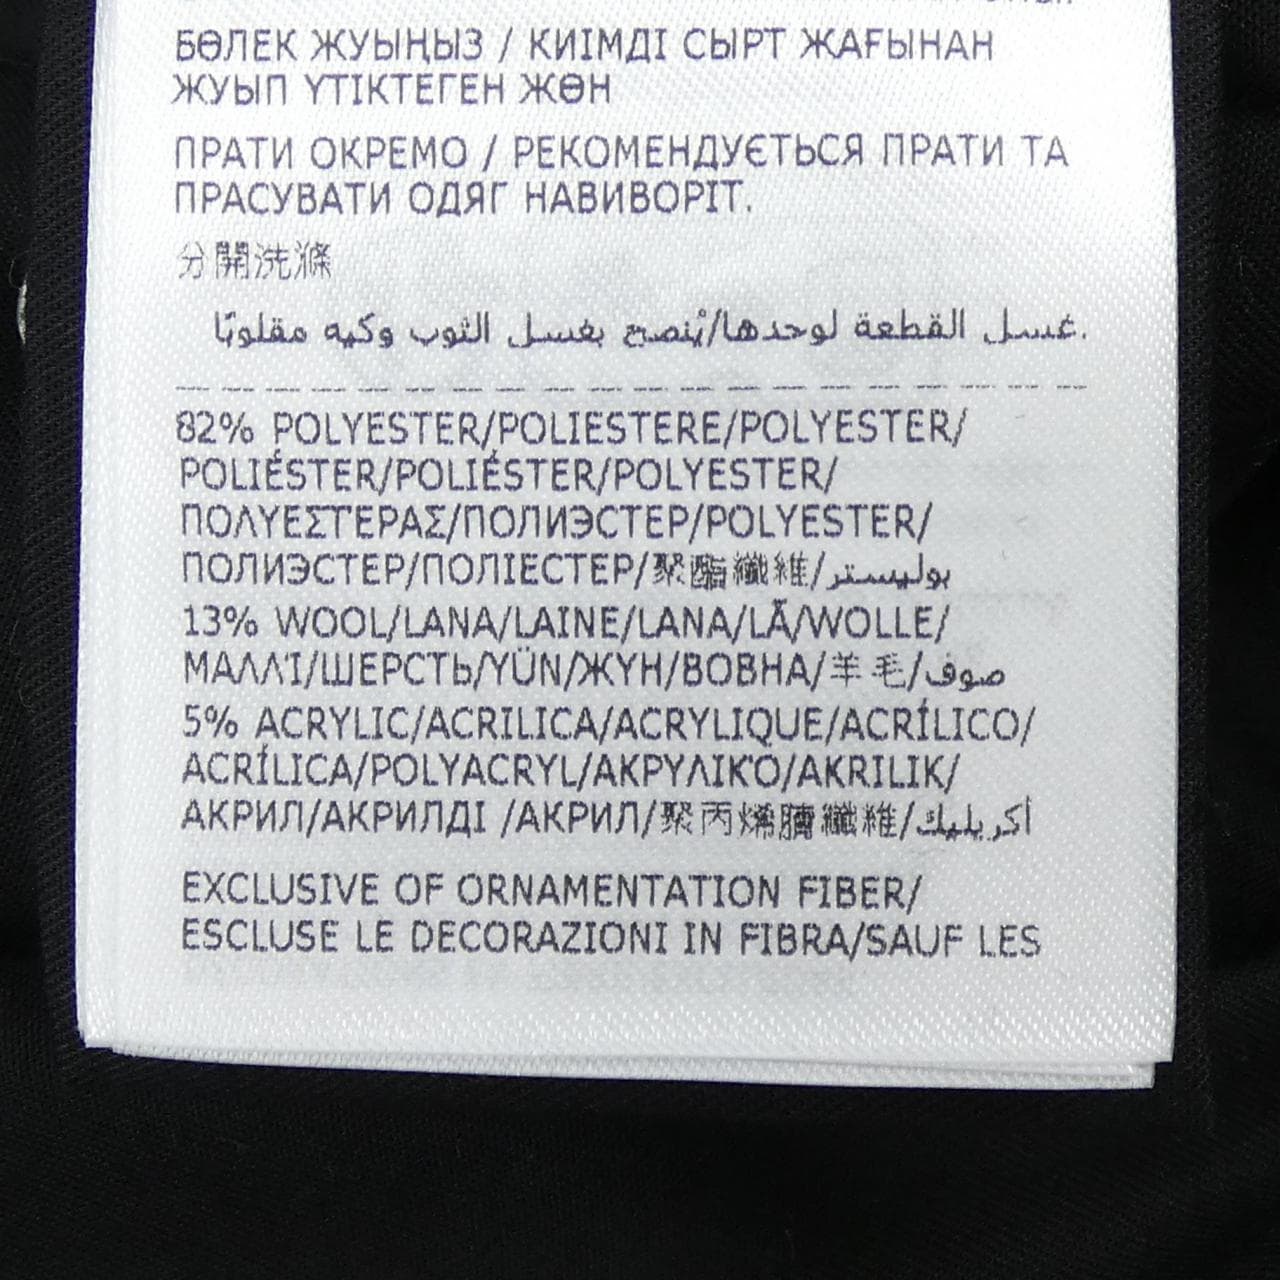 БӨЛЕК ЖУЫҢЫЗ / КИІМДІ СЫРТ ЖАҒЫНАН
ЖУЫП ҮТІКТЕГЕН ЖӨН
ПРАТИ ОКРЕМО / РЕКОМЕНДУЄТЬСЯ ПРАТИ ТА
ПРАСУВАТИ ОДЯГ НАВИВОРІТ.
分開洗滌
غسل القطعة لوحدها/يُنصح بغسل الثوب وكيه مقلوبًا.
82% POLYESTER/POLIESTERE/POLYESTER/
POLIÉSTER/POLIÉSTER/POLYESTER/
ΠΟΛΥΕΣΤΕΡΑΣ/ПОЛИЭСТЕР/POLYESTER/
ПОЛИЭСТЕР/ПОЛІЕСТЕР/聚酯纖維/بوليستر
13% WOOL/LANA/LAINE/LANA/LÃ/WOLLE/
ΜΑΛΛΊ/ШЕРСТЬ/YÜN/ЖҮН/ВОВНА/羊毛/صوف
5% ACRYLIC/ACRILICA/ACRYLIQUE/ACRÍLICO/
ACRÍLICA/POLYACRYL/ΑΚΡΥΛΙΚΌ/AKRILIK/
АКРИЛ/АКРИЛДІ /АКРИЛ/聚丙烯腈纖維/أكريليك
EXCLUSIVE OF ORNAMENTATION FIBER/
ESCLUSE LE DECORAZIONI IN FIBRA/SAUF LES